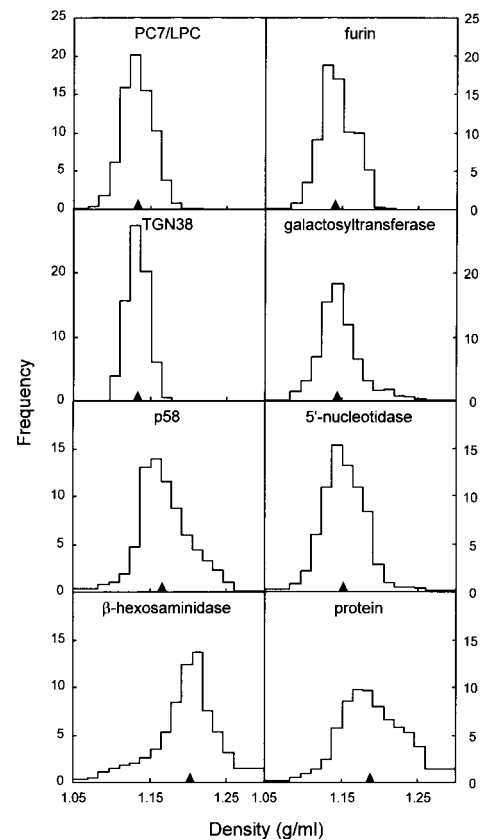 25 PC7/LPC furin 25
20 20
15 15
10 10
5 5
0 0
TGN38 galactosyltransferase
20 20
10 10
0 0
p58 5'-nucleotidase
15 15
10 10
5 5
0 0
β-hexosaminidase protein
15 15
10 10
5 5
0 0
1.05 1.15 1.25 1.05 1.15 1.25
Frequency
Density (g/ml)